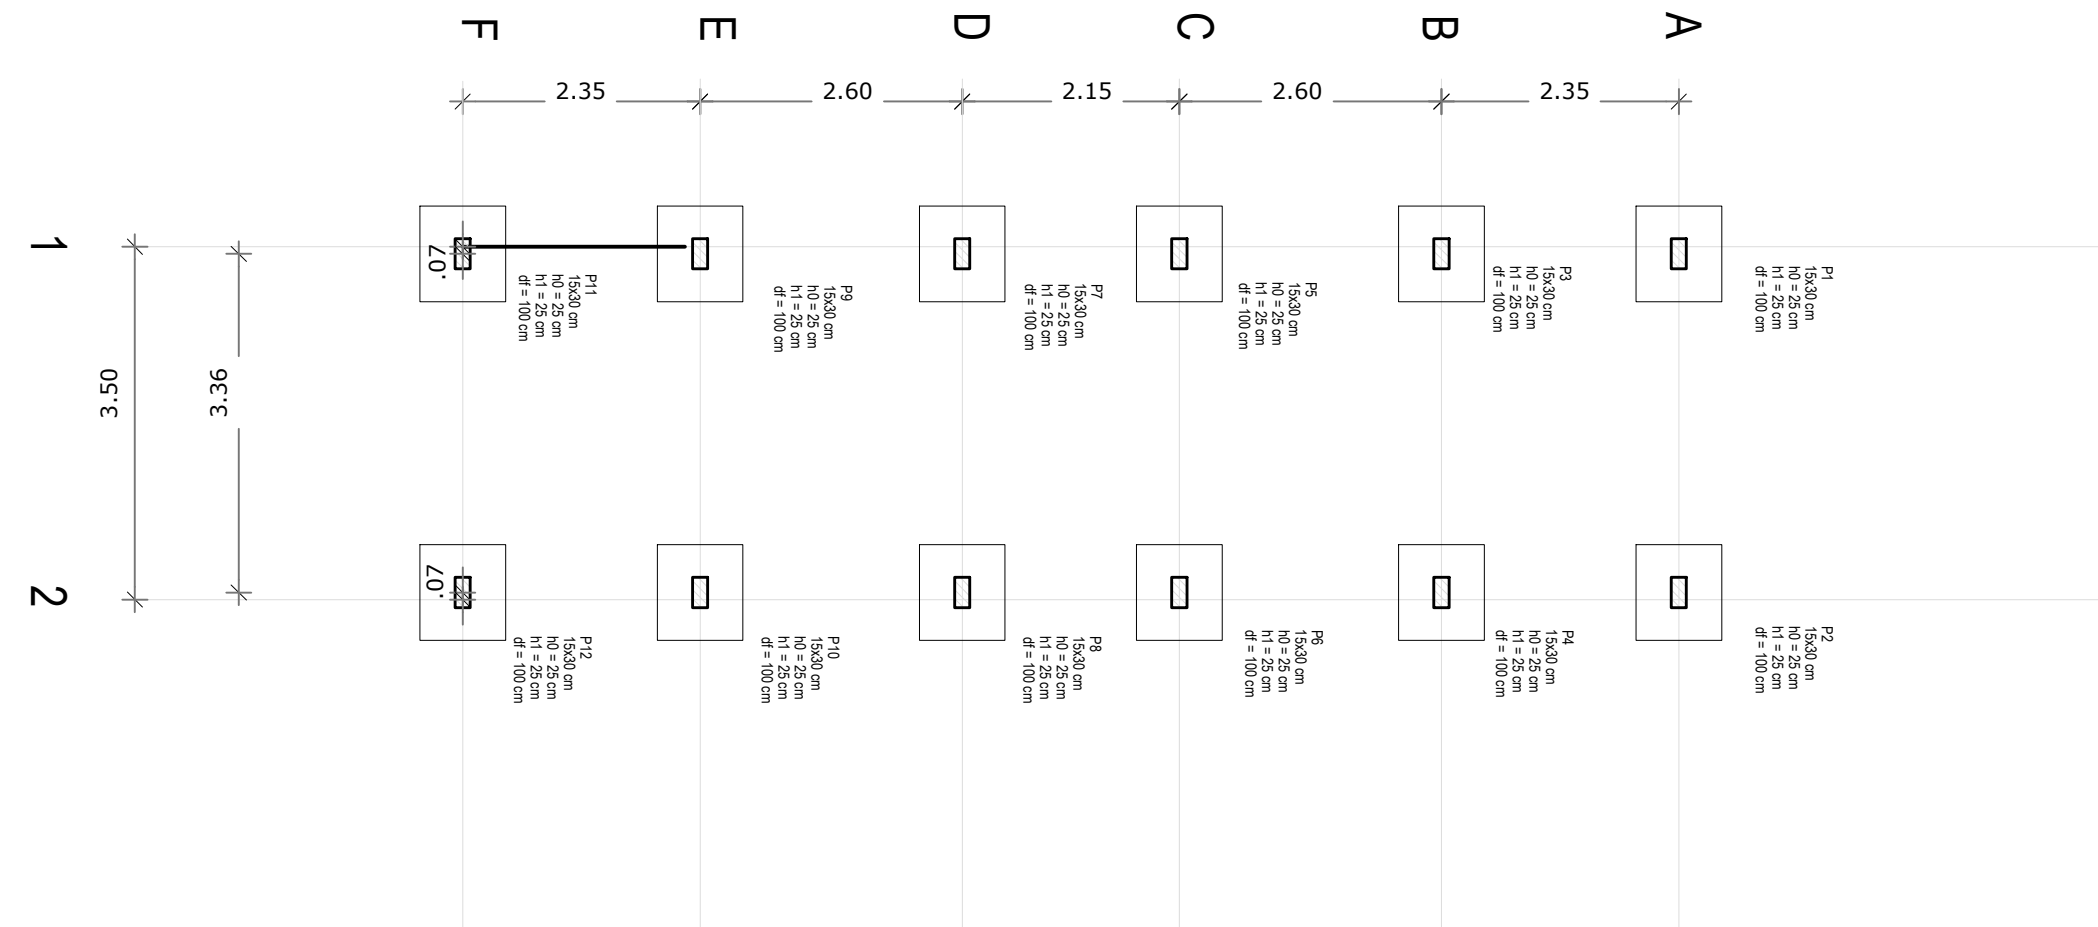 F
E
D
C
B
A
2.35
2.60
2.15
2.60
2.35
1
2
3.50
3.36
.07
.07
P11
15x30 cm
h0 = 25 cm
h1 = 25 cm
df = 100 cm
P9
15x30 cm
h0 = 25 cm
h1 = 25 cm
df = 100 cm
P7
15x30 cm
h0 = 25 cm
h1 = 25 cm
df = 100 cm
P5
15x30 cm
h0 = 25 cm
h1 = 25 cm
df = 100 cm
P3
15x30 cm
h0 = 25 cm
h1 = 25 cm
df = 100 cm
P1
15x30 cm
h0 = 25 cm
h1 = 25 cm
df = 100 cm
P12
15x30 cm
h0 = 25 cm
h1 = 25 cm
df = 100 cm
P10
15x30 cm
h0 = 25 cm
h1 = 25 cm
df = 100 cm
P8
15x30 cm
h0 = 25 cm
h1 = 25 cm
df = 100 cm
P6
15x30 cm
h0 = 25 cm
h1 = 25 cm
df = 100 cm
P4
15x30 cm
h0 = 25 cm
h1 = 25 cm
df = 100 cm
P2
15x30 cm
h0 = 25 cm
h1 = 25 cm
df = 100 cm